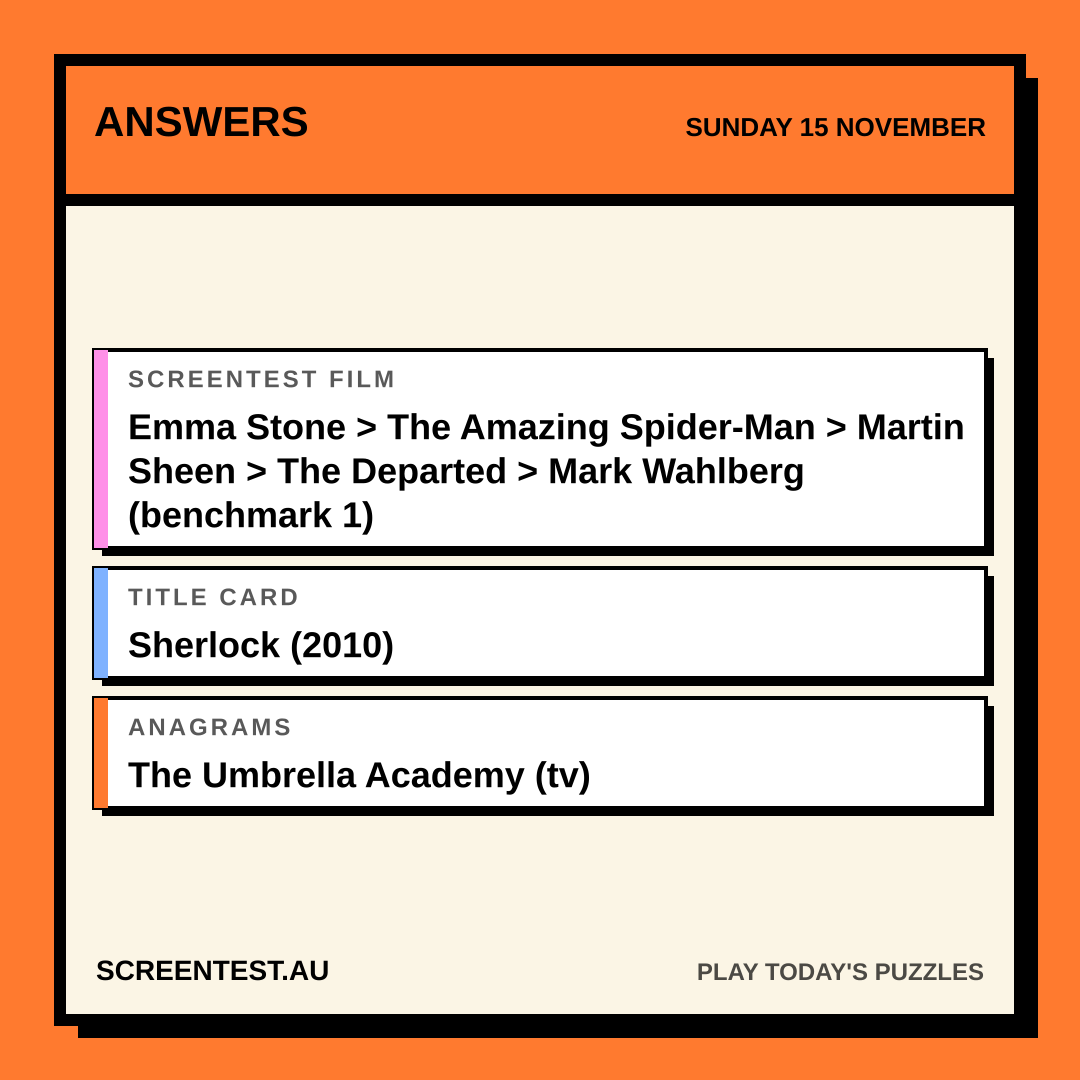 ANSWERS
SUNDAY 15 NOVEMBER
SCREENTEST FILM
Emma Stone > The Amazing Spider-Man > Martin
Sheen > The Departed > Mark Wahlberg
(benchmark 1)
TITLE CARD
Sherlock (2010)
ANAGRAMS
The Umbrella Academy (tv)
SCREENTEST.AU
PLAY TODAY'S PUZZLES